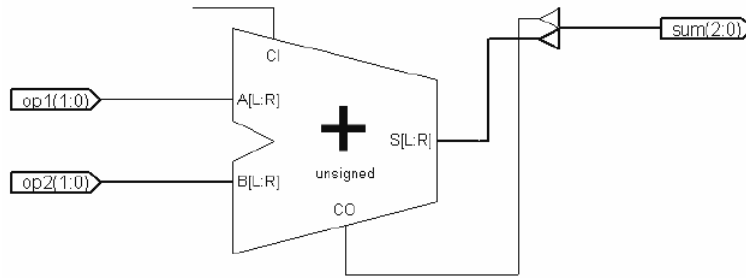 sum(2:0)
CI
op1(1:0)
A[L:R]
+
S[L:R]
unsigned
op2(1:0)
B[L:R]
CO